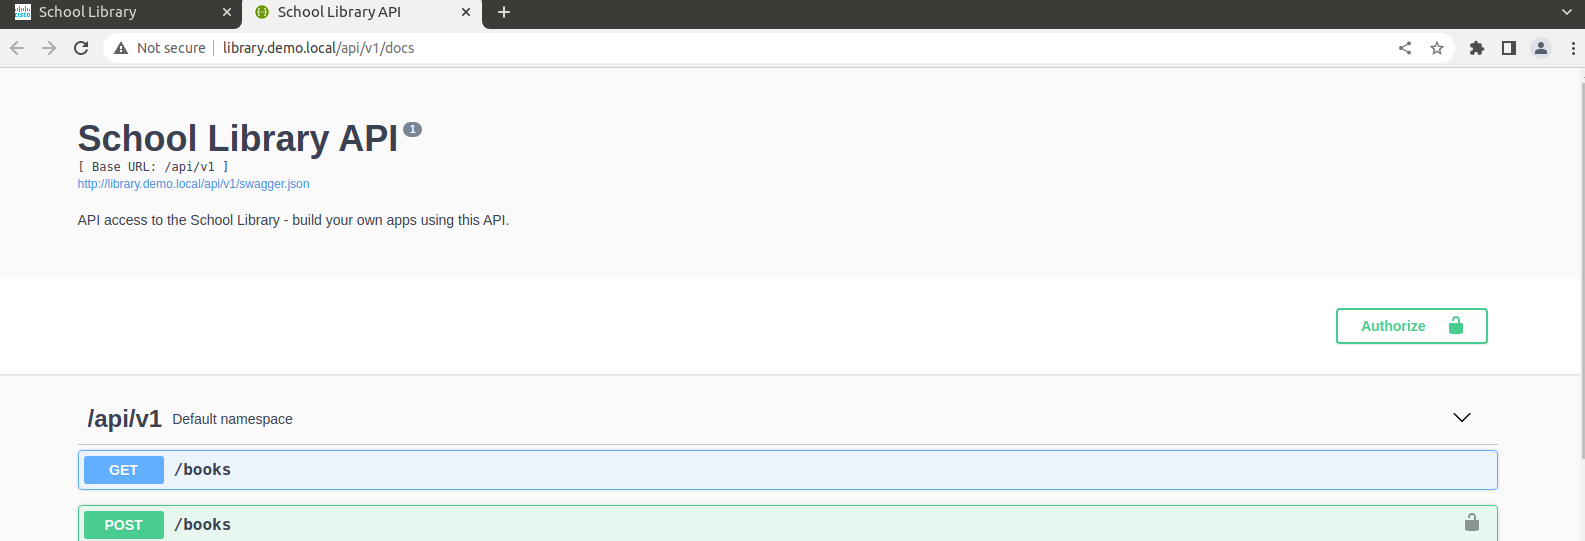 School Library
School Library API
Not secure library.demo.local/api/v1/docs
School Library API 1
[ Base URL: /api/v1 ]
http://library.demo.local/api/v1/swagger.json
API access to the School Library - build your own apps using this API.
Authorize
/api/v1 Default namespace
GET /books
POST /books